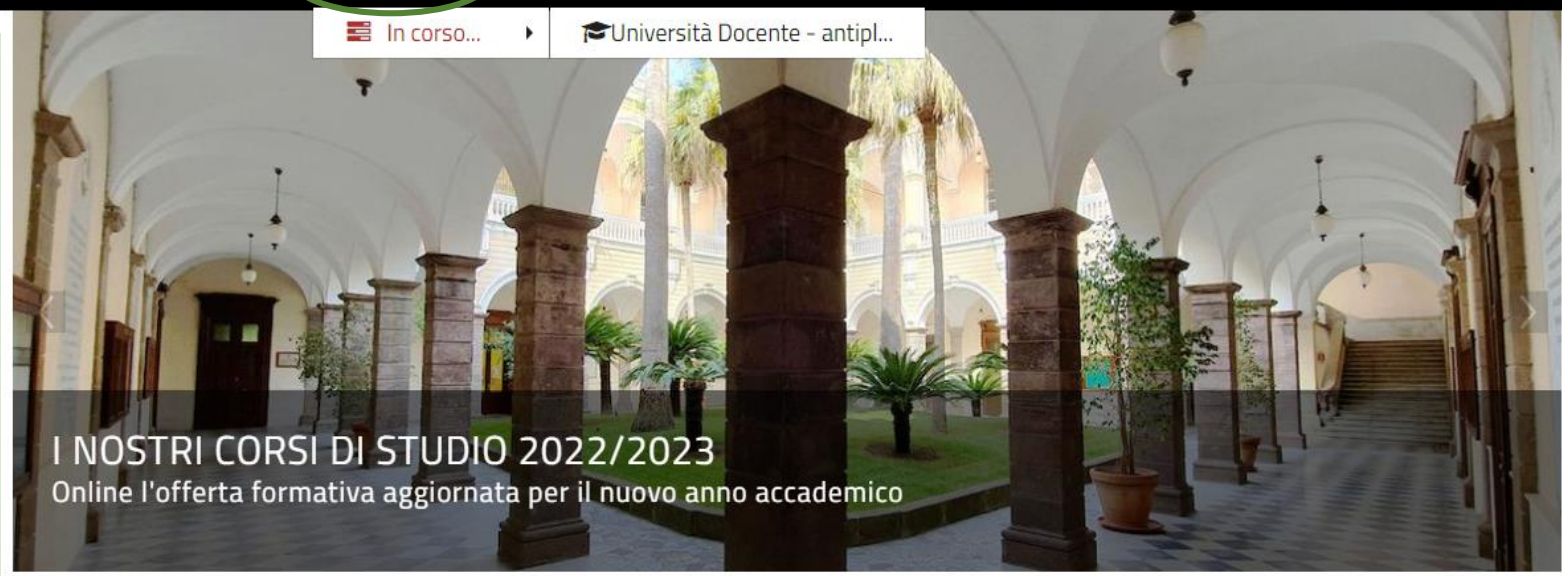 In corso...
Università Docente - antipl...
I NOSTRI CORSI DI STUDIO 2022/2023
Online l'offerta formativa aggiornata per il nuovo anno accademico